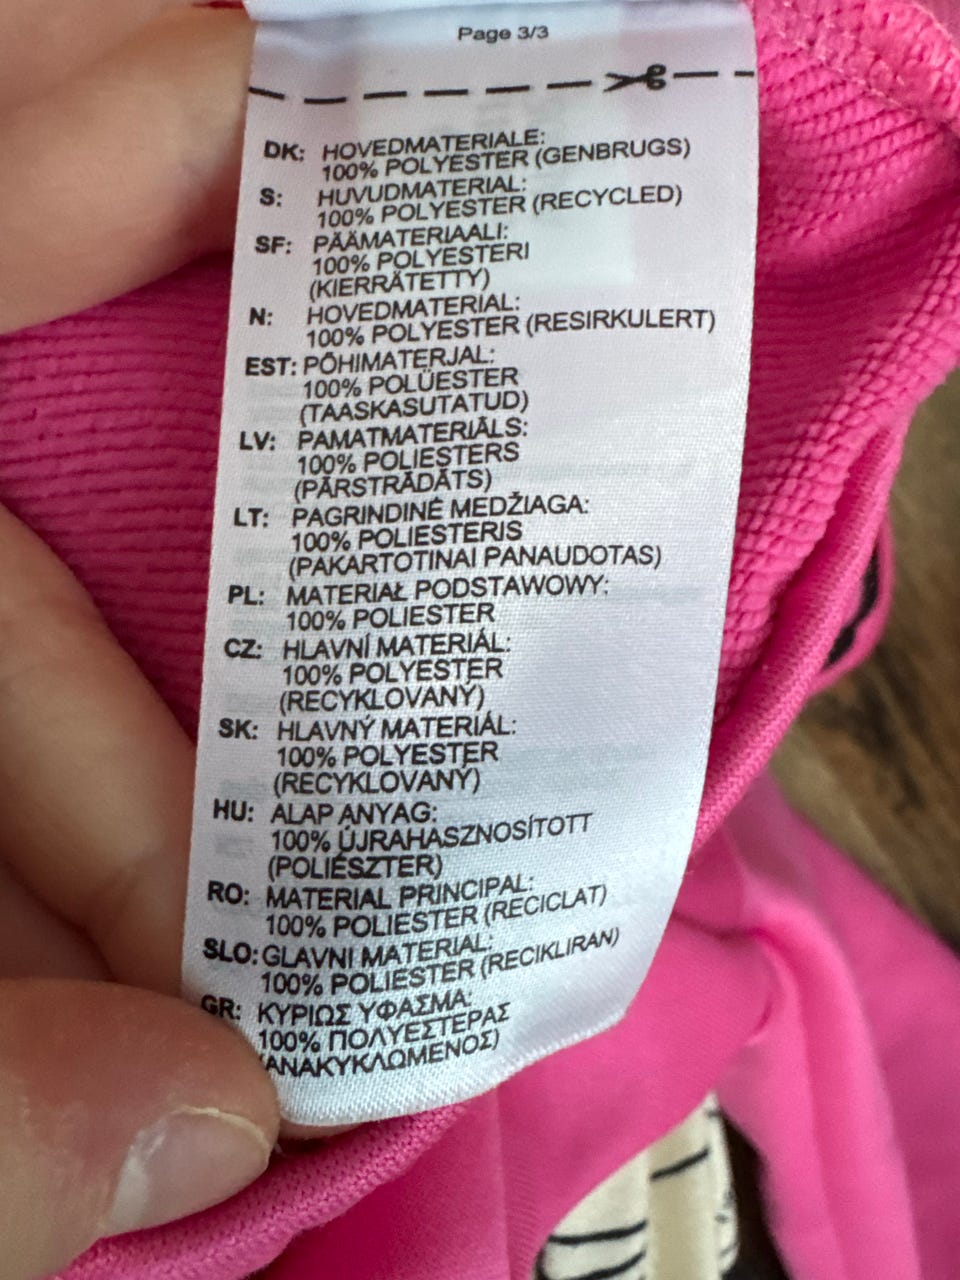 Page 3/3
DK: HOVEDMATERIALE:
100% POLYESTER (GENBRUGS)
S: HUVUDMATERIAL:
100% POLYESTER (RECYCLED)
SF: PÄÄMATERIAALI:
100% POLYESTERI
(KIERRÄTETTY)
N: HOVEDMATERIAL:
100% POLYESTER (RESIRKULERT)
EST: PÕHIMATERJAL:
100% POLÜESTER
(TAASKASUTATUD)
LV: PAMATMATERIĀLS:
100% POLIESTERS
(PĀRSTRĀDĀTS)
LT: PAGRINDINĖ MEDŽIAGA:
100% POLIESTERIS
(PAKARTOTINAI PANAUDOTAS)
PL: MATERIAŁ PODSTAWOWY:
100% POLIESTER
CZ: HLAVNÍ MATERIÁL:
100% POLYESTER
(RECYKLOVANÝ)
SK: HLAVNÝ MATERIÁL:
100% POLYESTER
(RECYKLOVANÝ)
HU: ALAP ANYAG:
100% ÚJRAHASZNOSÍTOTT
(POLIÉSZTER)
RO: MATERIAL PRINCIPAL:
100% POLIESTER (RECICLAT)
SLO: GLAVNI MATERIAL:
100% POLIESTER (RECIKLIRAN)
GR: ΚΥΡΙΩΣ ΥΦΑΣΜΑ:
100% ΠΟΛΥΕΣΤΕΡΑΣ
(ΑΝΑΚΥΚΛΩΜΕΝΟΣ)